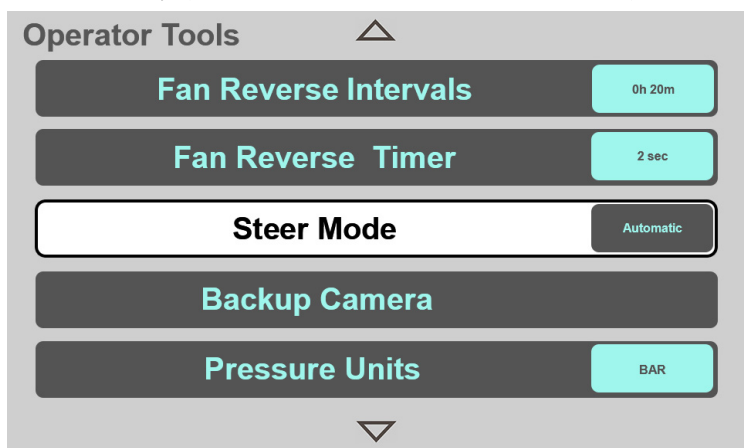 Operator Tools
Fan Reverse Intervals 0h 20m
Fan Reverse Timer 2 sec
Steer Mode Automatic
Backup Camera
Pressure Units BAR